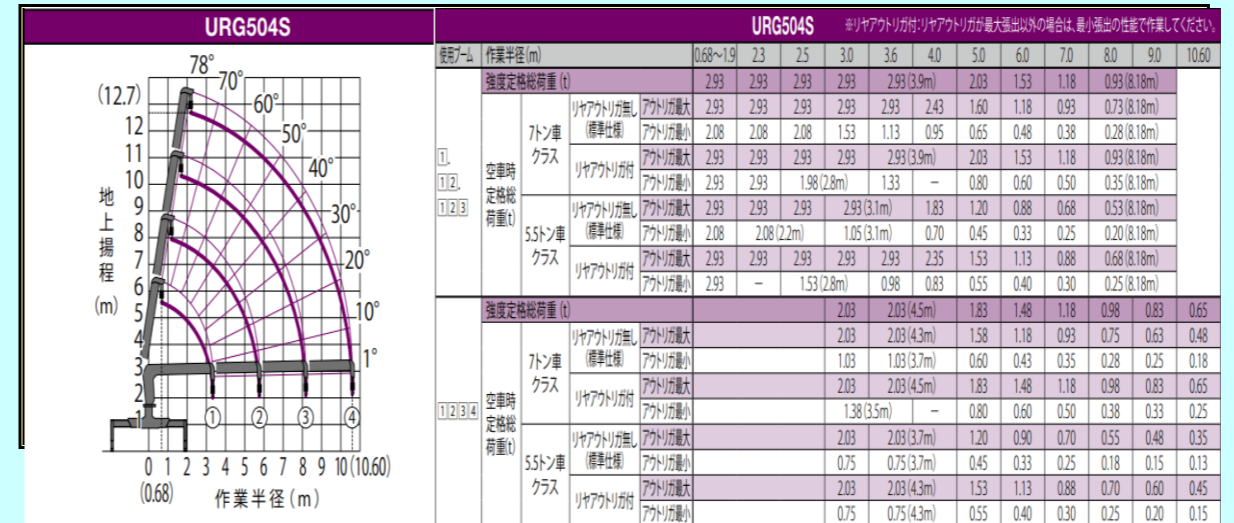 URG504S
78°
70°
60°
50°
40°
30°
20°
10°
1°
(12.7)
12
11
10
9
8
7
6
5
4
3
2
1
地上揚程(m)
① ② ③ ④
0 1 2 3 4 5 6 7 8 9 10(10.60)
(0.68)
作業半径(m)
URG504S ※リヤアウトリガ付:リヤアウトリガが最大張出以外の場合は、最小張出の性能で作業してください。
使用ブーム 作業半径(m) 0.68〜1.9 2.3 2.5 3.0 3.6 4.0 5.0 6.0 7.0 8.0 9.0 10.60
1、12、123
強度定格総荷重(t) 2.93 2.93 2.93 2.93 2.93(3.9m) 2.03 1.53 1.18 0.93(8.18m)
空車時定格総荷重(t)
7トン車クラス
リヤアウトリガ無し(標準仕様) アウトリガ最大 2.93 2.93 2.93 2.93 2.93 2.43 1.60 1.18 0.93 0.73(8.18m)
アウトリガ最小 2.08 2.08 2.08 1.53 1.13 0.95 0.65 0.48 0.38 0.28(8.18m)
リヤアウトリガ付 アウトリガ最大 2.93 2.93 2.93 2.93 2.93(3.9m) 2.03 1.53 1.18 0.93(8.18m)
アウトリガ最小 2.93 2.93 1.98(2.8m) 1.33 − 0.80 0.60 0.50 0.35(8.18m)
5.5トン車クラス
リヤアウトリガ無し(標準仕様) アウトリガ最大 2.93 2.93 2.93 2.93(3.1m) 1.83 1.20 0.88 0.68 0.53(8.18m)
アウトリガ最小 2.08 2.08(2.2m) 1.05(3.1m) 0.70 0.45 0.33 0.25 0.20(8.18m)
リヤアウトリガ付 アウトリガ最大 2.93 2.93 2.93 2.93 2.93 2.35 1.53 1.13 0.88 0.68(8.18m)
アウトリガ最小 2.93 − 1.53(2.8m) 0.98 0.83 0.55 0.40 0.30 0.25(8.18m)
1234
強度定格総荷重(t) 2.03 2.03(4.5m) 1.83 1.48 1.18 0.98 0.83 0.65
空車時定格総荷重(t)
7トン車クラス
リヤアウトリガ無し(標準仕様) アウトリガ最大 2.03 2.03(4.3m) 1.58 1.18 0.93 0.75 0.63 0.48
アウトリガ最小 1.03 1.03(3.7m) 0.60 0.43 0.35 0.28 0.25 0.18
リヤアウトリガ付 アウトリガ最大 2.03 2.03(4.5m) 1.83 1.48 1.18 0.98 0.83 0.65
アウトリガ最小 1.38(3.5m) − 0.80 0.60 0.50 0.38 0.33 0.25
5.5トン車クラス
リヤアウトリガ無し(標準仕様) アウトリガ最大 2.03 2.03(3.7m) 1.20 0.90 0.70 0.55 0.48 0.35
アウトリガ最小 0.75 0.75(3.7m) 0.45 0.33 0.25 0.18 0.15 0.13
リヤアウトリガ付 アウトリガ最大 2.03 2.03(4.3m) 1.53 1.13 0.88 0.70 0.60 0.45
アウトリガ最小 0.75 0.75(4.3m) 0.55 0.40 0.30 0.25 0.20 0.15